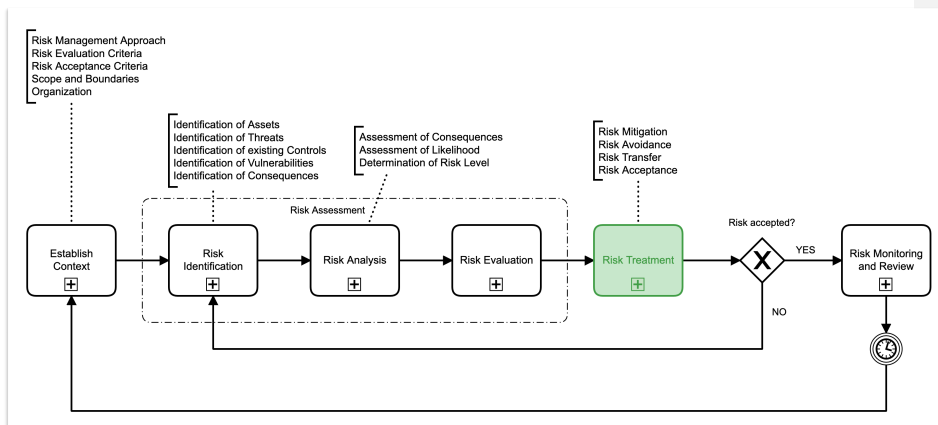 Risk Management Approach
Risk Evaluation Criteria
Risk Acceptance Criteria
Scope and Boundaries
Organization
Identification of Assets
Identification of Threats
Identification of existing Controls
Identification of Vulnerabilities
Identification of Consequences
Assessment of Consequences
Assessment of Likelihood
Determination of Risk Level
Risk Mitigation
Risk Avoidance
Risk Transfer
Risk Acceptance
Risk Assessment
Establish
Context
Risk
Identification
Risk Analysis
Risk Evaluation
Risk Treatment
Risk accepted?
X
YES
NO
Risk Monitoring
and Review